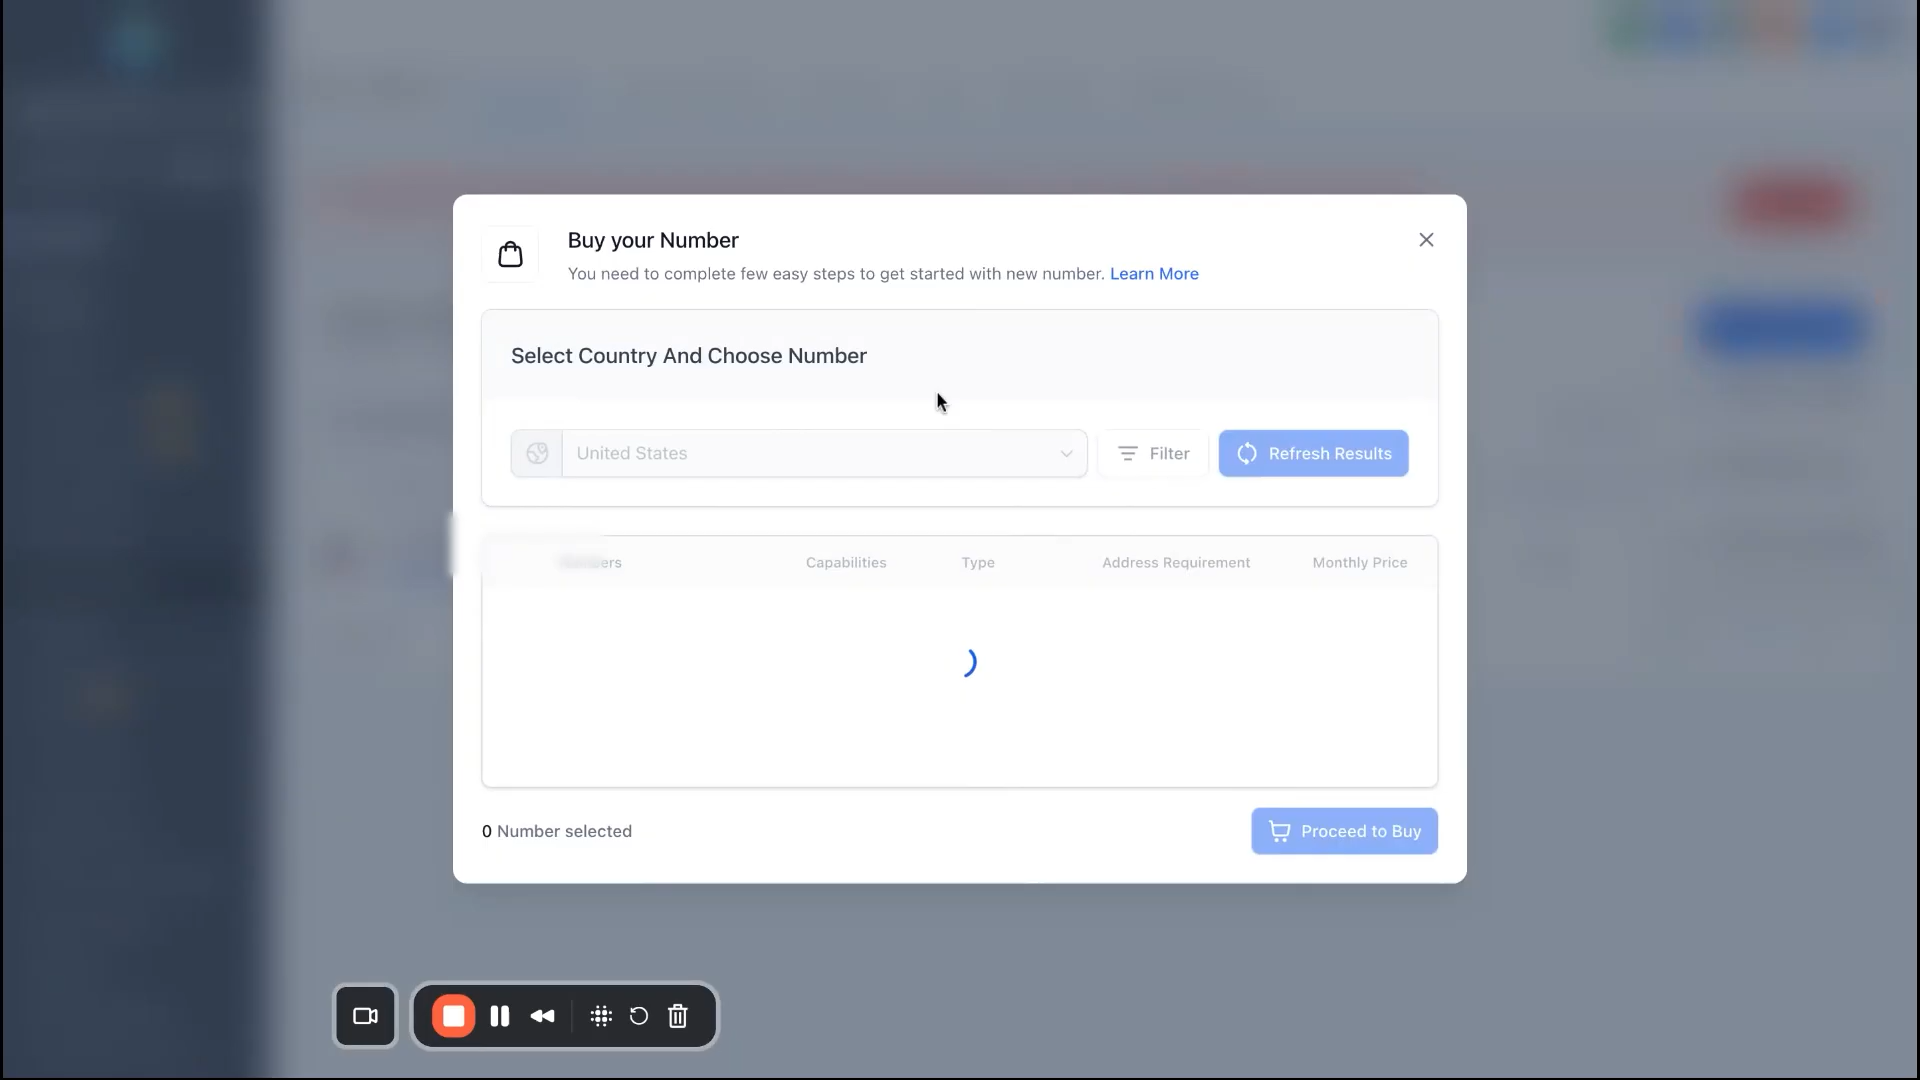 Buy your Number
You need to complete few easy steps to get started with new number. Learn More
Select Country And Choose Number
United States
Filter
Refresh Results
Capabilities Type Address Requirement Monthly Price
0 Number selected
Proceed to Buy